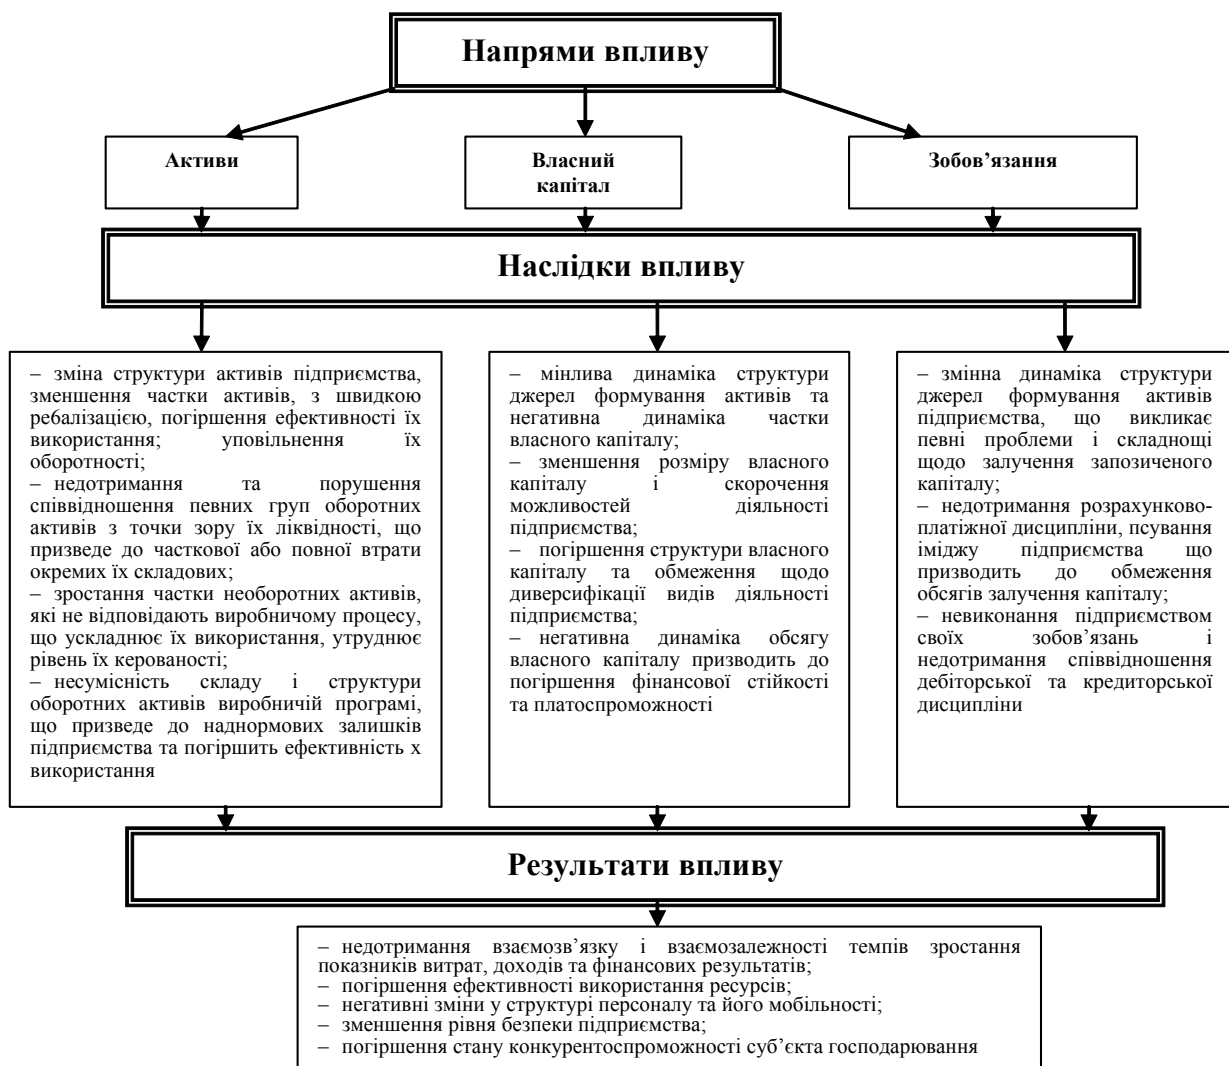 Напрями впливу
Активи
Власний
капітал
Зобов’язання
Наслідки впливу
– зміна структури активів підприємства,
зменшення частки активів, з швидкою
ребалізацією, погіршення ефективності їх
використання; уповільнення їх
оборотності;
– недотримання та порушення
співвідношення певних груп оборотних
активів з точки зору їх ліквідності, що
призведе до часткової або повної втрати
окремих їх складових;
– зростання частки необоротних активів,
які не відповідають виробничому процесу,
що ускладнює їх використання, утруднює
рівень їх керованості;
– несумісність складу і структури
оборотних активів виробничій програмі,
що призведе до наднормових залишків
підприємства та погіршить ефективність х
використання
– мінлива динаміка структури
джерел формування активів та
негативна динаміка частки
власного капіталу;
– зменшення розміру власного
капіталу і скорочення
можливостей діяльності
підприємства;
– погіршення структури власного
капіталу та обмеження щодо
диверсифікації видів діяльності
підприємства;
– негативна динаміка обсягу
власного капіталу призводить до
погіршення фінансової стійкості
та платоспроможності
– змінна динаміка структури
джерел формування активів
підприємства, що викликає
певні проблеми і складнощі
щодо залучення запозиченого
капіталу;
– недотримання розрахунково-
платіжної дисципліни, псування
іміджу підприємства що
призводить до обмеження
обсягів залучення капіталу;
– невиконання підприємством
своїх зобов’язань і
недотримання співвідношення
дебіторської та кредиторської
дисципліни
Результати впливу
– недотримання взаємозв’язку і взаємозалежності темпів зростання
показників витрат, доходів та фінансових результатів;
– погіршення ефективності використання ресурсів;
– негативні зміни у структурі персоналу та його мобільності;
– зменшення рівня безпеки підприємства;
– погіршення стану конкурентоспроможності суб’єкта господарювання